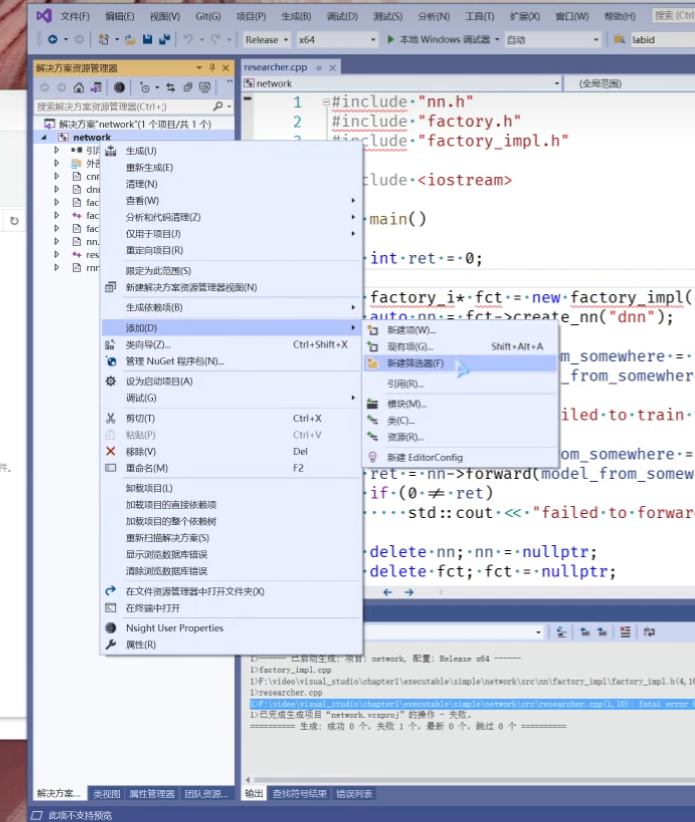 文件(F) 编辑(E) 视图(V) Git(G) 项目(P) 生成(B) 调试(D) 测试(S) 分析(N) 工具(T) 扩展(X) 窗口(W) 帮助(H) 搜索 (Ctrl
Release x64 本地 Windows 调试器 自动 labid
解决方案资源管理器
搜索解决方案资源管理器(Ctrl+;)
解决方案"network"(1 个项目/共 1 个)
network
引用
外部
cnn
dnn
fac
fac
fac
nn.
res
rnn
件.
生成(U)
重新生成(E)
清理(N)
查看(W)
分析和代码清理(Z)
仅用于项目(J)
重定向项目(R)
限定为此范围(S)
新建解决方案资源管理器视图(N)
生成依赖项(B)
添加(D)
类向导(Z)... Ctrl+Shift+X
管理 NuGet 程序包(N)...
设为启动项目(A)
调试(G)
剪切(T) Ctrl+X
粘贴(P) Ctrl+V
移除(V) Del
重命名(M) F2
卸载项目(L)
加载项目的直接依赖项
加载项目的整个依赖树
重新扫描解决方案(S)
显示浏览数据库错误
清除浏览数据库错误
在文件资源管理器中打开文件夹(X)
在终端中打开
Nsight User Properties
属性(R)
新建项(W)...
现有项(G)... Shift+Alt+A
新建筛选器(F)
引用(R)...
模块(M)...
类(C)...
资源(R)...
新建 EditorConfig
researcher.cpp
network (全局范围)
1 #include "nn.h"
2 #include "factory.h"
#include "factory_impl.h"
clude <iostream>
main()
int ret = 0;
factory_i* fct = new factory_impl(
auto nn = fct->create_nn("dnn");
om_somewhere =
_from_somewher
iled to train
om_somewhere =
ret = nn->forward(model_from_somew
if (0 ≠ ret)
std::cout << "failed to forwar
delete nn; nn = nullptr;
delete fct; fct = nullptr;
1>------ 已启动生成: 项目: network, 配置: Release x64 ------
1>factory_impl.cpp
1>F:\video\visual_studio\chapter1\executable\simple\network\src\nn\factory_impl\factory_impl.h(4,10
1>researcher.cpp
1>F:\video\visual_studio\chapter1\executable\simple\network\src\researcher.cpp(1,10): fatal error
1>已完成生成项目"network.vcxproj"的操作 - 失败。
========== 生成: 成功 0 个，失败 1 个，最新 0 个，跳过 0 个 ==========
解决方案... 类视图 属性管理器 团队资源... 输出 查找符号结果 错误列表
此项不支持预览